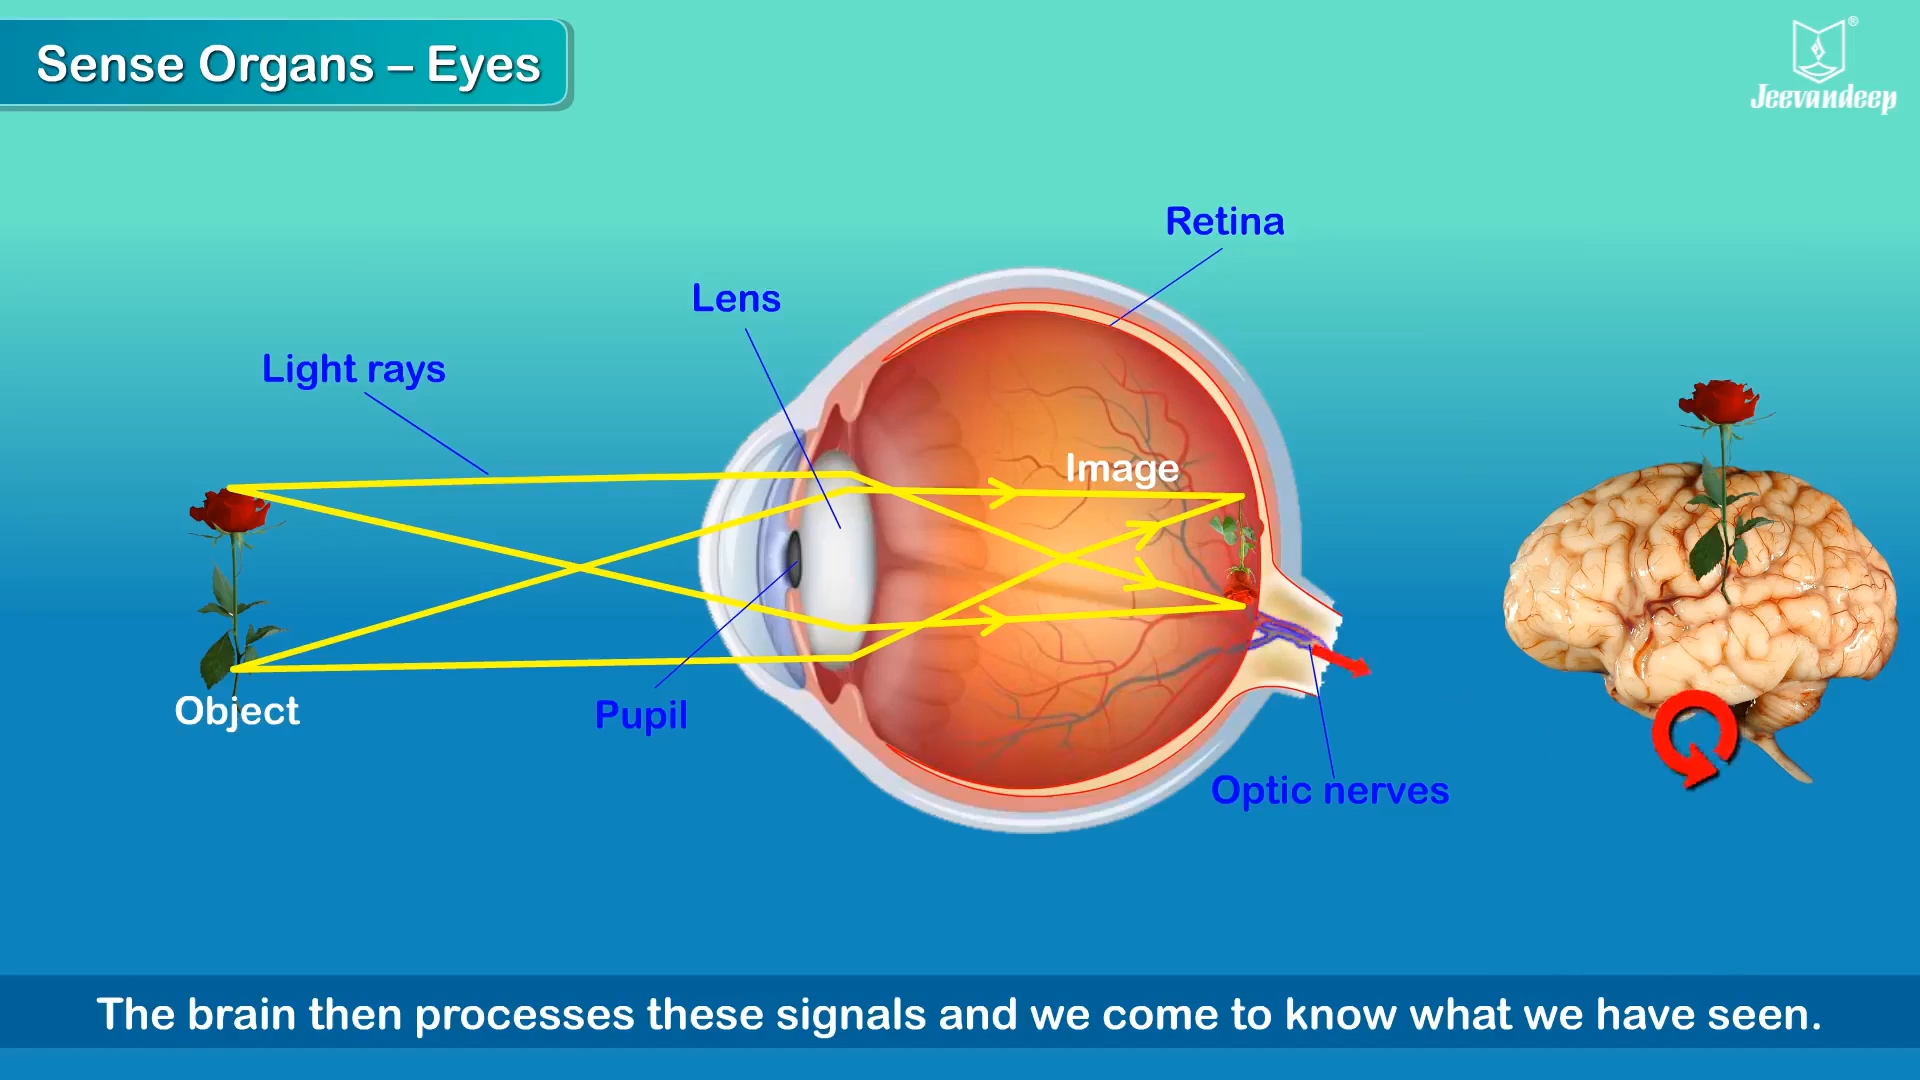 Sense Organs – Eyes
®
Jeevandeep
Retina
Lens
Light rays
Image
Object
Pupil
Optic nerves
The brain then processes these signals and we come to know what we have seen.